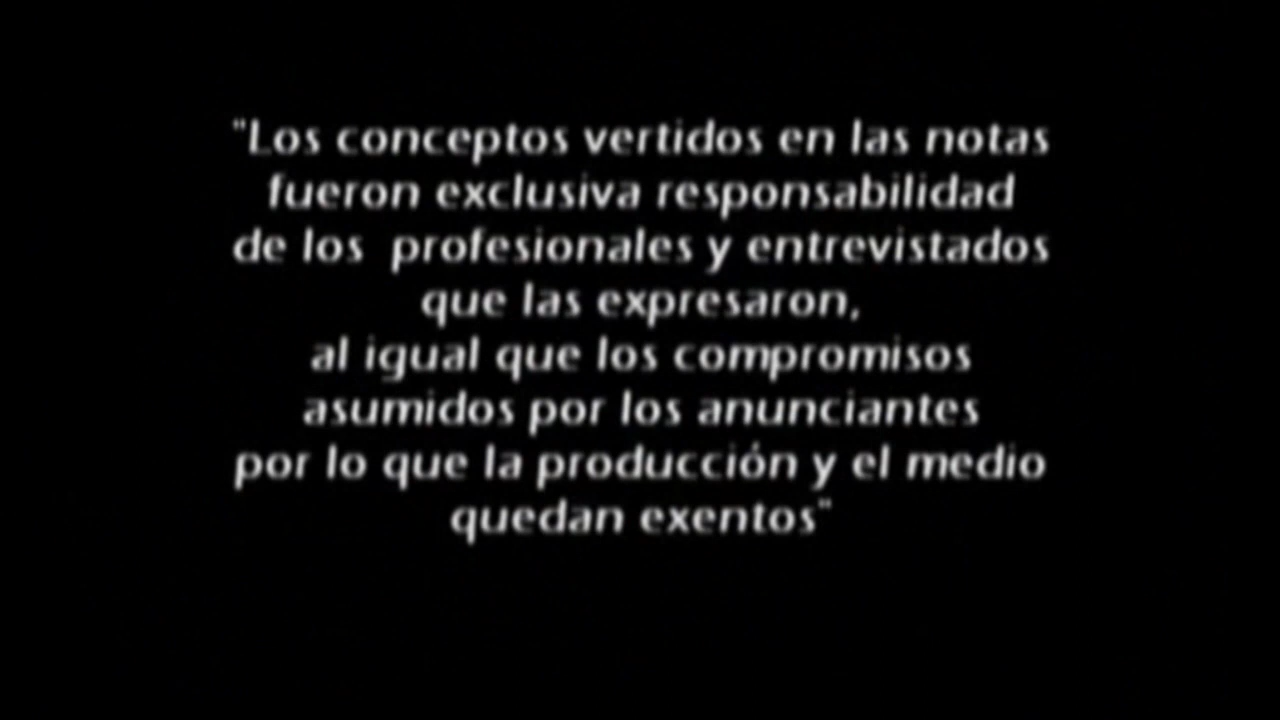 "Los conceptos vertidos en las notas
fueron exclusiva responsabilidad
de los  profesionales y entrevistados
que las expresaron,
al igual que los compromisos
asumidos por los anunciantes
por lo que la producción y el medio
quedan exentos"